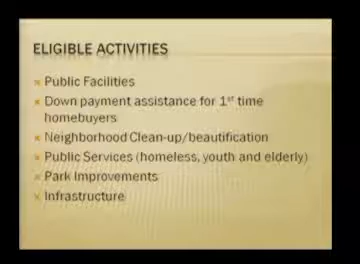 ELIGIBLE ACTIVITIES
Public Facilities
Down payment assistance for 1st time
homebuyers
Neighborhood Clean-up/beautification
Public Services (homeless, youth and elderly)
Park Improvements
Infrastructure